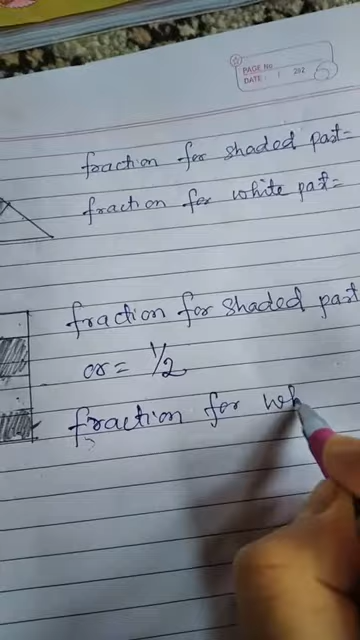 PAGE No
DATE: / 202
fraction for shaded part=
fraction for white part=
fraction for shaded part
or = 1/2
fraction for wh